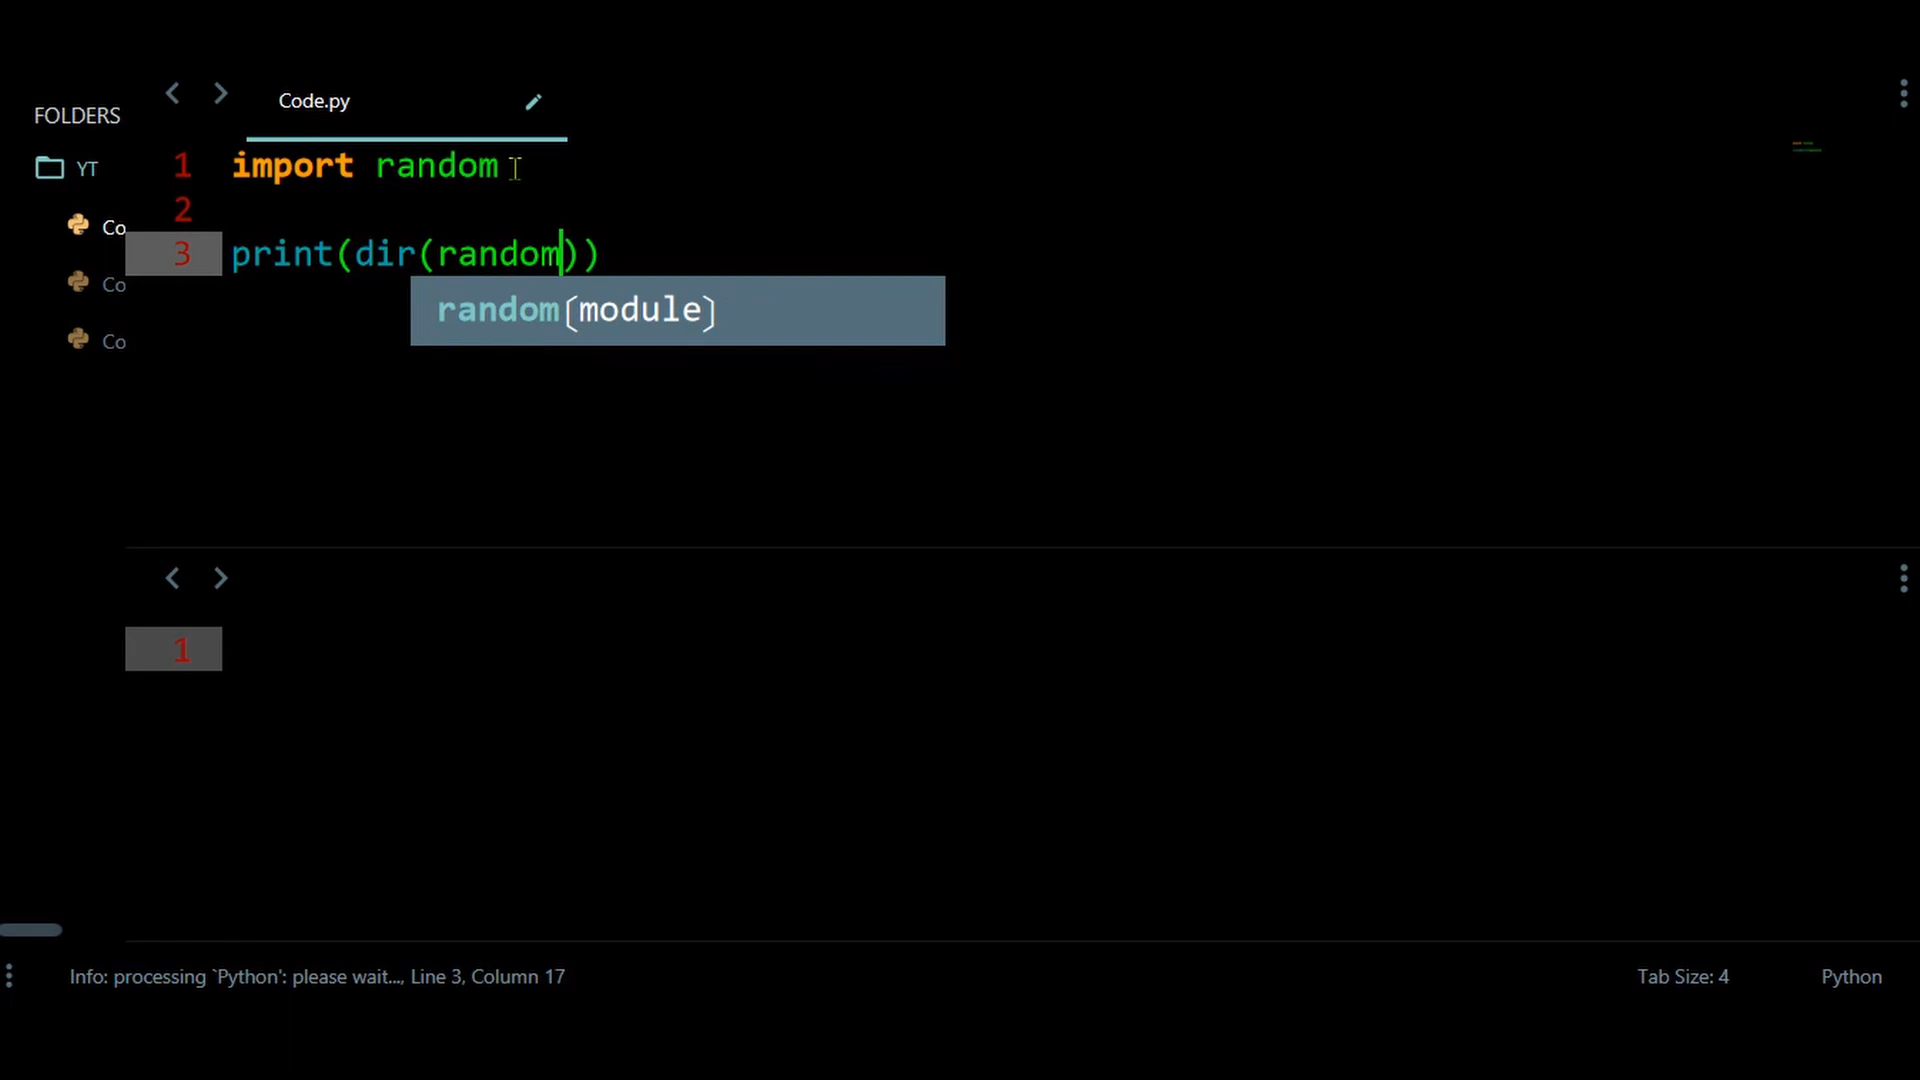 FOLDERS
YT
Co
Co
Co
Code.py
1 import random
2
3 print(dir(random))
random(module)
1
Info: processing `Python': please wait..., Line 3, Column 17
Tab Size: 4
Python